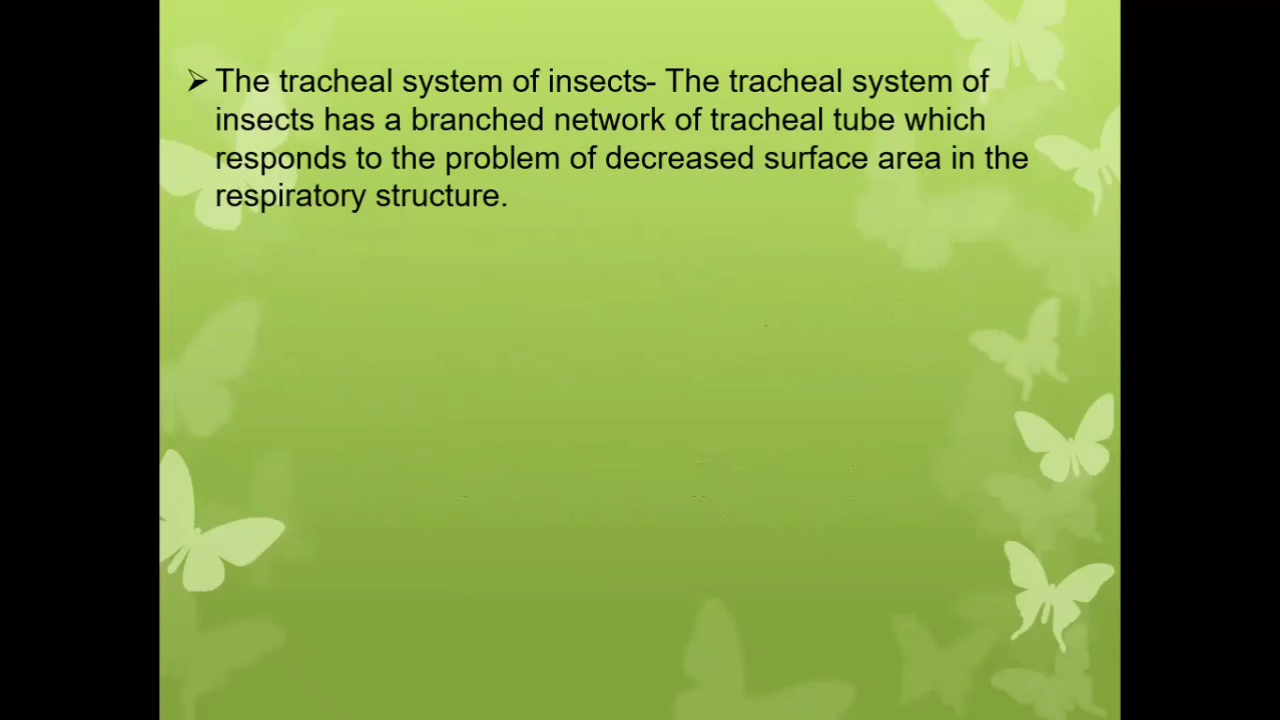 ➢ The tracheal system of insects- The tracheal system of
insects has a branched network of tracheal tube which
responds to the problem of decreased surface area in the
respiratory structure.